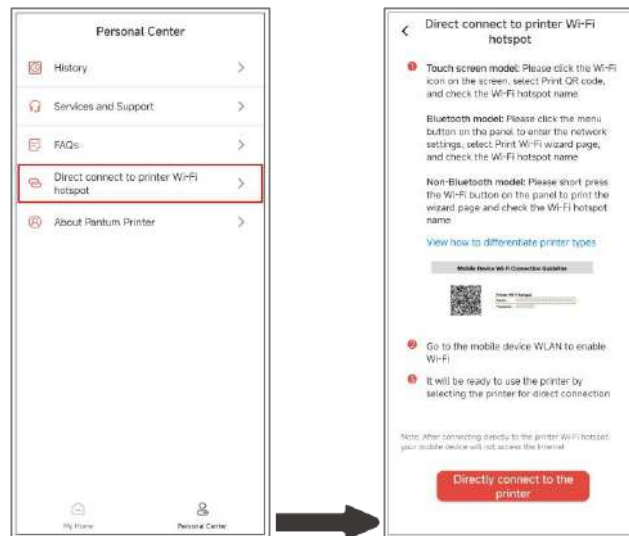 Personal Center
History
Services and Support
FAQs
Direct connect to printer Wi-Fi
hotspot
About Pantum Printer
My Home
Personal Center
Direct connect to printer Wi-Fi
hotspot
1 Touch screen model: Please click the Wi-Fi
icon on the screen, select Print QR code,
and check the Wi-Fi hotspot name
Bluetooth model: Please click the menu
button on the panel to enter the network
settings, select Print Wi-Fi wizard page,
and check the Wi-Fi hotspot name
Non-Bluetooth model: Please short press
the Wi-Fi button on the panel to print the
wizard page and check the Wi-Fi hotspot
name
View how to differentiate printer types
Mobile Device Wi-Fi Connection Guideline
2 Go to the mobile device WLAN to enable
Wi-Fi
3 It will be ready to use the printer by
selecting the printer for direct connection
Note: After connecting directly to the printer Wi-Fi hotspot,
your mobile device will not access the Internet
Directly connect to the
printer